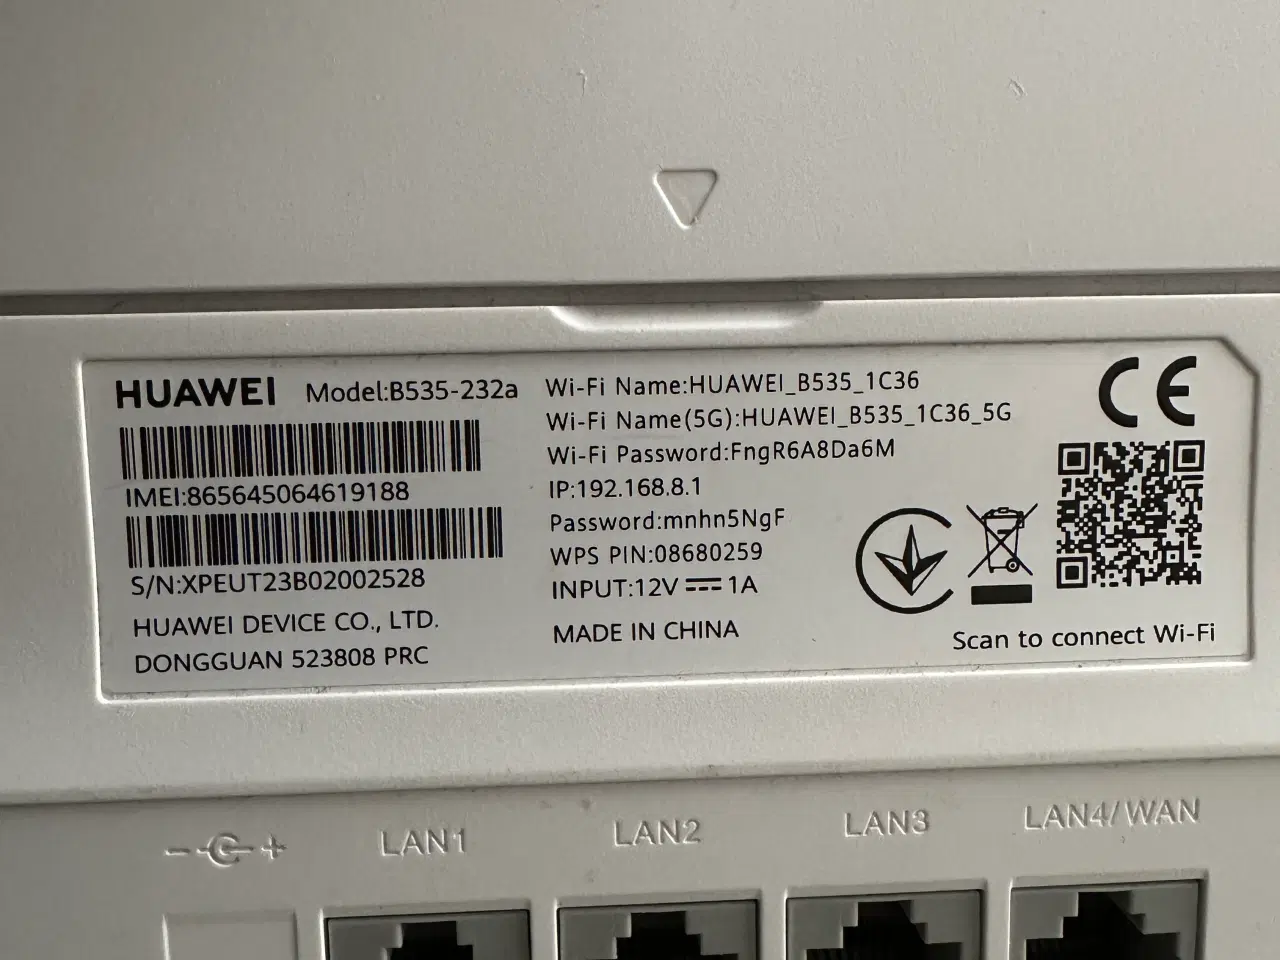 HUAWEI Model:B535-232a
IMEI:865645064619188
S/N:XPEUT23B02002528
HUAWEI DEVICE CO., LTD.
DONGGUAN 523808 PRC
Wi-Fi Name:HUAWEI_B535_1C36
Wi-Fi Name(5G):HUAWEI_B535_1C36_5G
Wi-Fi Password:FngR6A8Da6M
IP:192.168.8.1
Password:mnhn5NgF
WPS PIN:08680259
INPUT:12V ⎓ 1A
MADE IN CHINA
CE
Scan to connect Wi-Fi
LAN1 LAN2 LAN3 LAN4/WAN